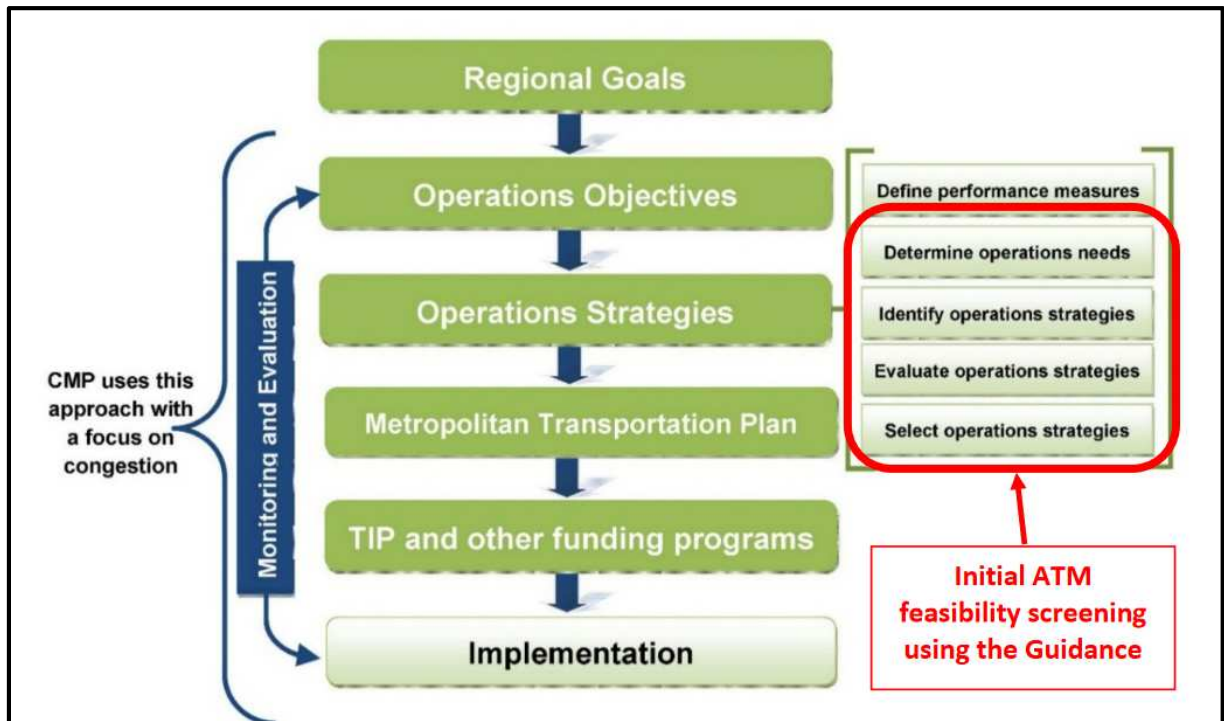 Regional Goals
Operations Objectives
Operations Strategies
Metropolitan Transportation Plan
TIP and other funding programs
Implementation
Monitoring and Evaluation
CMP uses this
approach with
a focus on
congestion
Define performance measures
Determine operations needs
Identify operations strategies
Evaluate operations strategies
Select operations strategies
Initial ATM
feasibility screening
using the Guidance